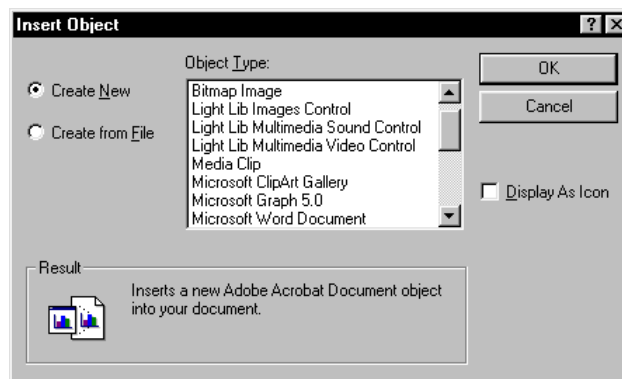 Insert Object
Object Type:
Create New
Create from File
Bitmap Image
Light Lib Images Control
Light Lib Multimedia Sound Control
Light Lib Multimedia Video Control
Media Clip
Microsoft ClipArt Gallery
Microsoft Graph 5.0
Microsoft Word Document
OK
Cancel
Display As Icon
Result
Inserts a new Adobe Acrobat Document object
into your document.